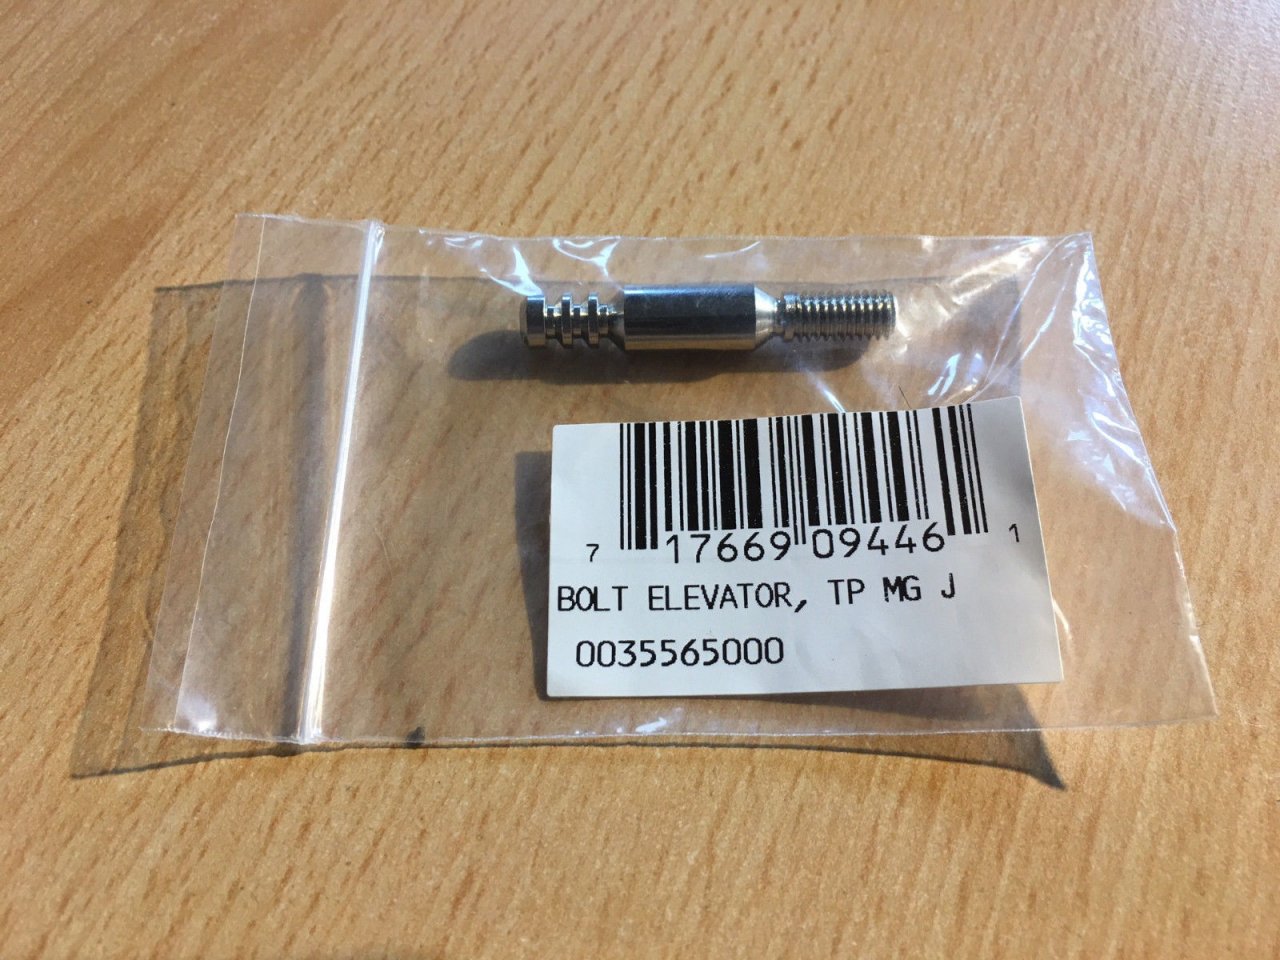 7 17669 09446 1
BOLT ELEVATOR, TP MG J
0035565000